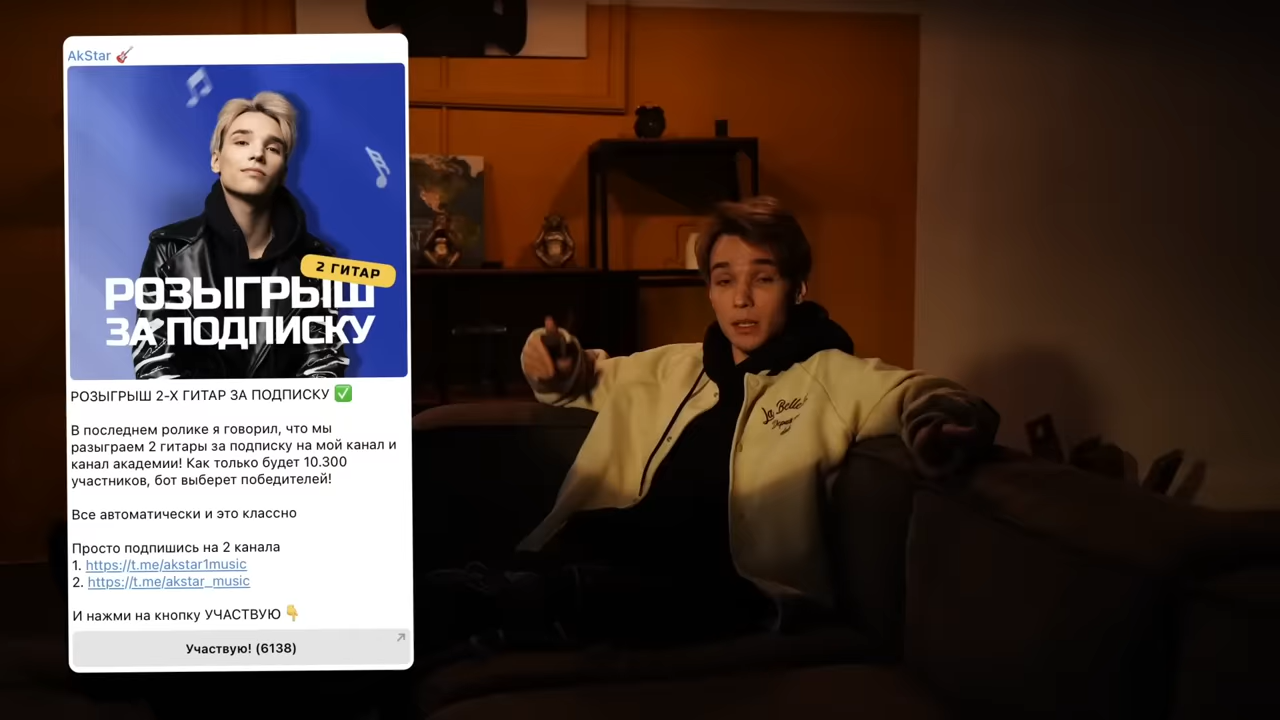 AkStar 🎸
2 ГИТАР
РОЗЫГРЫШ
ЗА ПОДПИСКУ
РОЗЫГРЫШ 2-Х ГИТАР ЗА ПОДПИСКУ ✅
В последнем ролике я говорил, что мы
разыграем 2 гитары за подписку на мой канал и
канал академии! Как только будет 10.300
участников, бот выберет победителей!
Все автоматически и это классно
Просто подпишись на 2 канала
1. https://t.me/akstar1music
2. https://t.me/akstar_music
И нажми на кнопку УЧАСТВУЮ 👇
Участвую! (6138)
La Belle